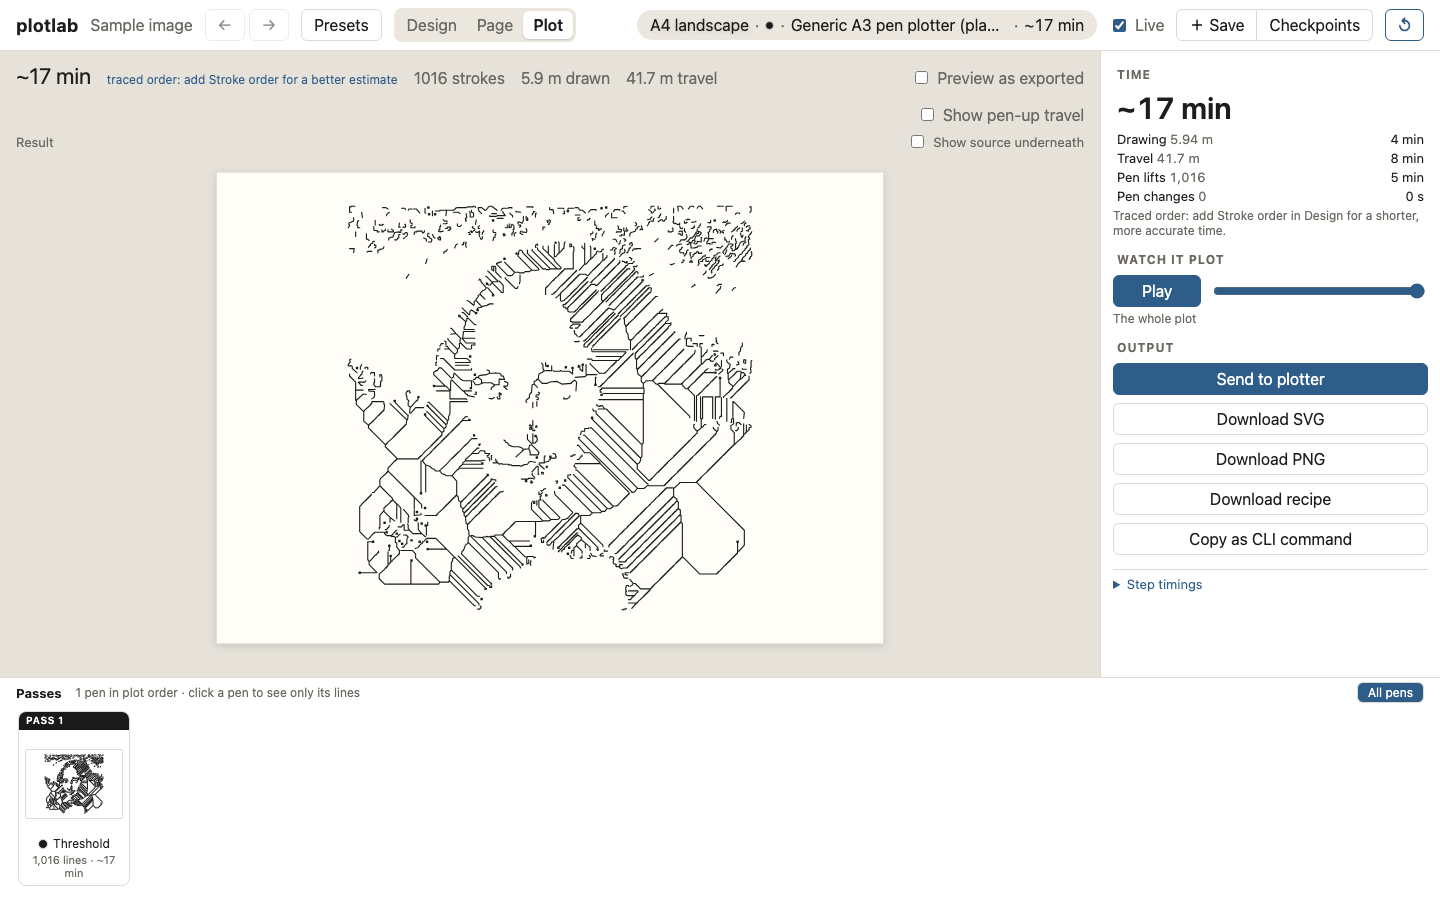 plotlab Sample image ← → Presets Design Page Plot A4 landscape · ● · Generic A3 pen plotter (pla... · ~17 min Live + Save Checkpoints
~17 min traced order: add Stroke order for a better estimate 1016 strokes 5.9 m drawn 41.7 m travel Preview as exported
Show pen-up travel
Result Show source underneath
TIME
~17 min
Drawing 5.94 m 4 min
Travel 41.7 m 8 min
Pen lifts 1,016 5 min
Pen changes 0 0 s
Traced order: add Stroke order in Design for a shorter,
more accurate time.
WATCH IT PLOT
Play
The whole plot
OUTPUT
Send to plotter
Download SVG
Download PNG
Download recipe
Copy as CLI command
Step timings
Passes 1 pen in plot order · click a pen to see only its lines All pens
PASS 1
Threshold
1,016 lines · ~17
min